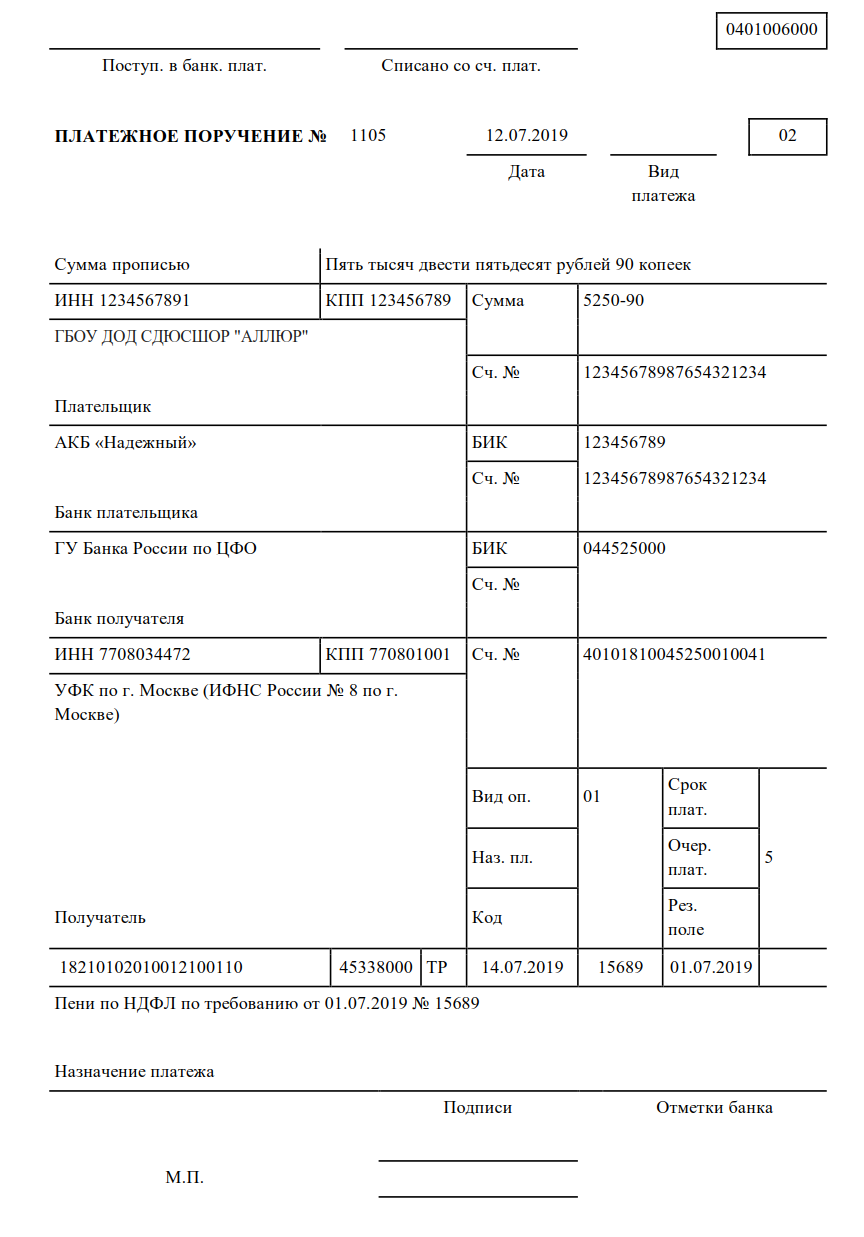 0401006000
Поступ. в банк. плат. Списано со сч. плат.
ПЛАТЕЖНОЕ ПОРУЧЕНИЕ № 1105 12.07.2019 02
Дата Вид
платежа
Сумма прописью Пять тысяч двести пятьдесят рублей 90 копеек
ИНН 1234567891 КПП 123456789 Сумма 5250-90
ГБОУ ДОД СДЮСШОР "АЛЛЮР"
Сч. № 12345678987654321234
Плательщик
АКБ «Надежный» БИК 123456789
Сч. № 12345678987654321234
Банк плательщика
ГУ Банка России по ЦФО БИК 044525000
Сч. №
Банк получателя
ИНН 7708034472 КПП 770801001 Сч. № 40101810045250010041
УФК по г. Москве (ИФНС России № 8 по г.
Москве)
Вид оп. 01 Срок
плат.
Наз. пл. Очер.
плат. 5
Получатель Код Рез.
поле
18210102010012100110 45338000 ТР 14.07.2019 15689 01.07.2019
Пени по НДФЛ по требованию от 01.07.2019 № 15689
Назначение платежа
Подписи Отметки банка
М.П.